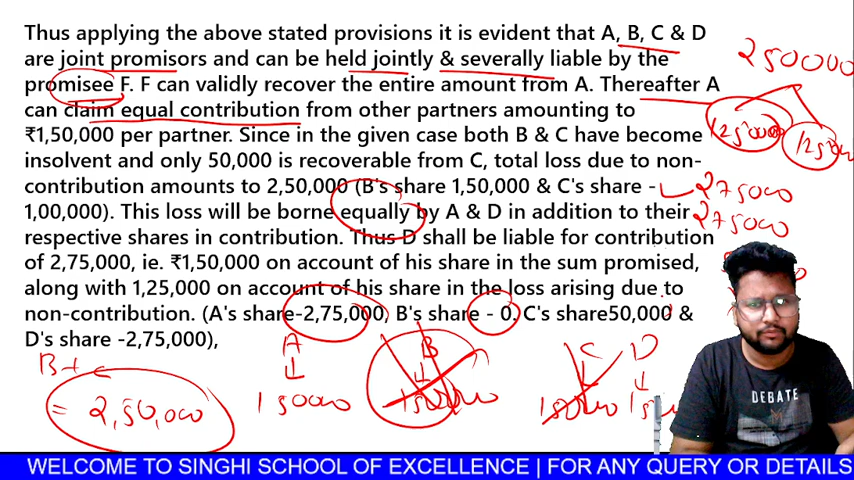 Thus applying the above stated provisions it is evident that A, B, C & D
are joint promisors and can be held jointly & severally liable by the
promisee F. F can validly recover the entire amount from A. Thereafter A
can claim equal contribution from other partners amounting to
₹1,50,000 per partner. Since in the given case both B & C have become
insolvent and only 50,000 is recoverable from C, total loss due to non-
contribution amounts to 2,50,000 (B's share 1,50,000 & C's share -
1,00,000). This loss will be borne equally by A & D in addition to their
respective shares in contribution. Thus D shall be liable for contribution
of 2,75,000, ie. ₹1,50,000 on account of his share in the sum promised,
along with 1,25,000 on account of his share in the loss arising due to
non-contribution. (A's share-2,75,000, B's share - 0. C's share50,000 &
D's share -2,75,000),
250000
125000 125000
275000
275000
A B C D
150000 150000 150000
B+C
= 2,50,000
DEBATE
WELCOME TO SINGHI SCHOOL OF EXCELLENCE | FOR ANY QUERY OR DETAILS